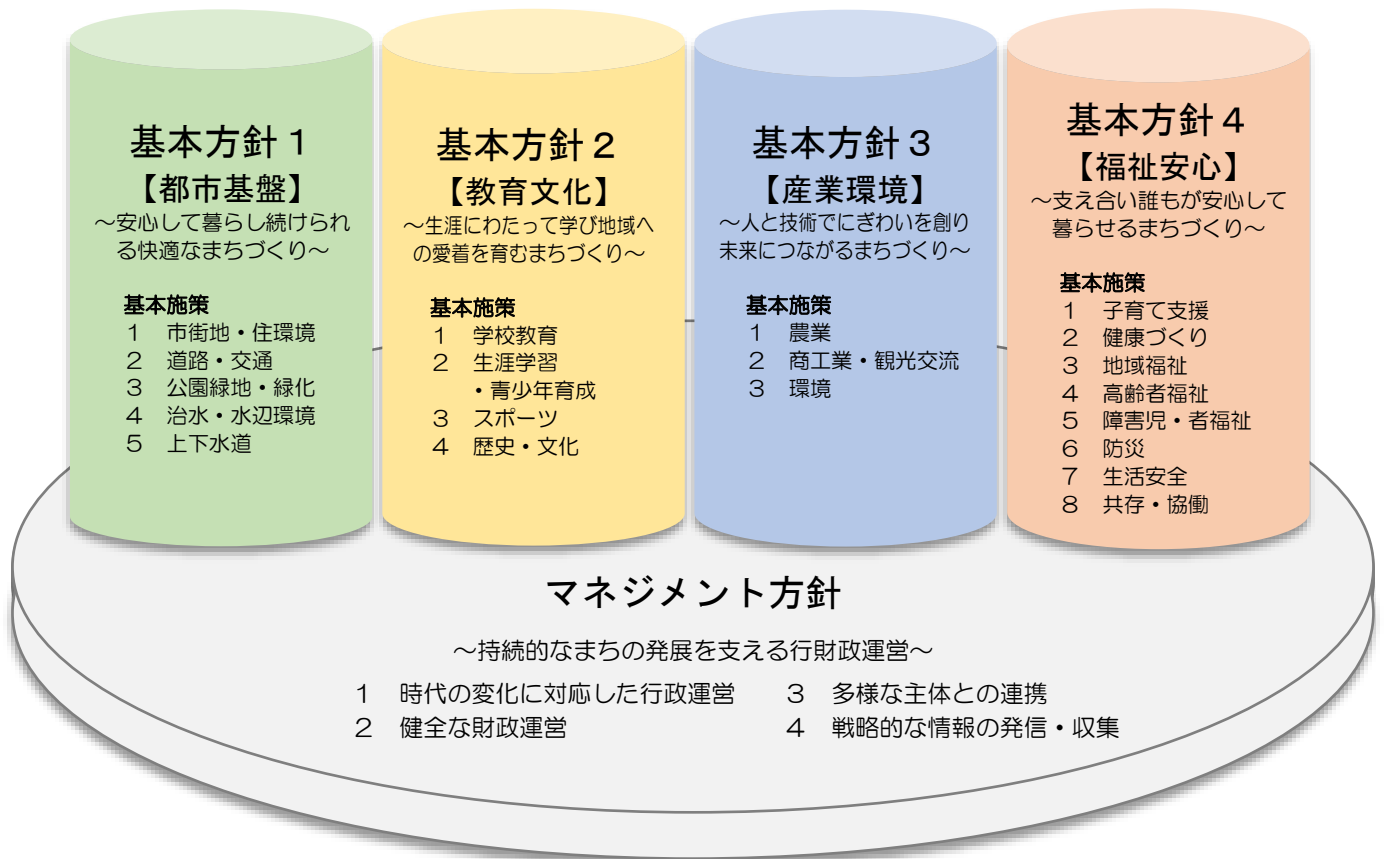 基本方針１
【都市基盤】
～安心して暮らし続けられ
る快適なまちづくり～
基本施策
１　市街地・住環境
２　道路・交通
３　公園緑地・緑化
４　治水・水辺環境
５　上下水道
基本方針２
【教育文化】
～生涯にわたって学び地域へ
の愛着を育むまちづくり～
基本施策
１　学校教育
２　生涯学習
・青少年育成
３　スポーツ
４　歴史・文化
基本方針３
【産業環境】
～人と技術でにぎわいを創り
未来につながるまちづくり～
基本施策
１　農業
２　商工業・観光交流
３　環境
基本方針４
【福祉安心】
～支え合い誰もが安心して
暮らせるまちづくり～
基本施策
１　子育て支援
２　健康づくり
３　地域福祉
４　高齢者福祉
５　障害児・者福祉
６　防災
７　生活安全
８　共存・協働
マネジメント方針
～持続的なまちの発展を支える行財政運営～
１　時代の変化に対応した行政運営
２　健全な財政運営
３　多様な主体との連携
４　戦略的な情報の発信・収集